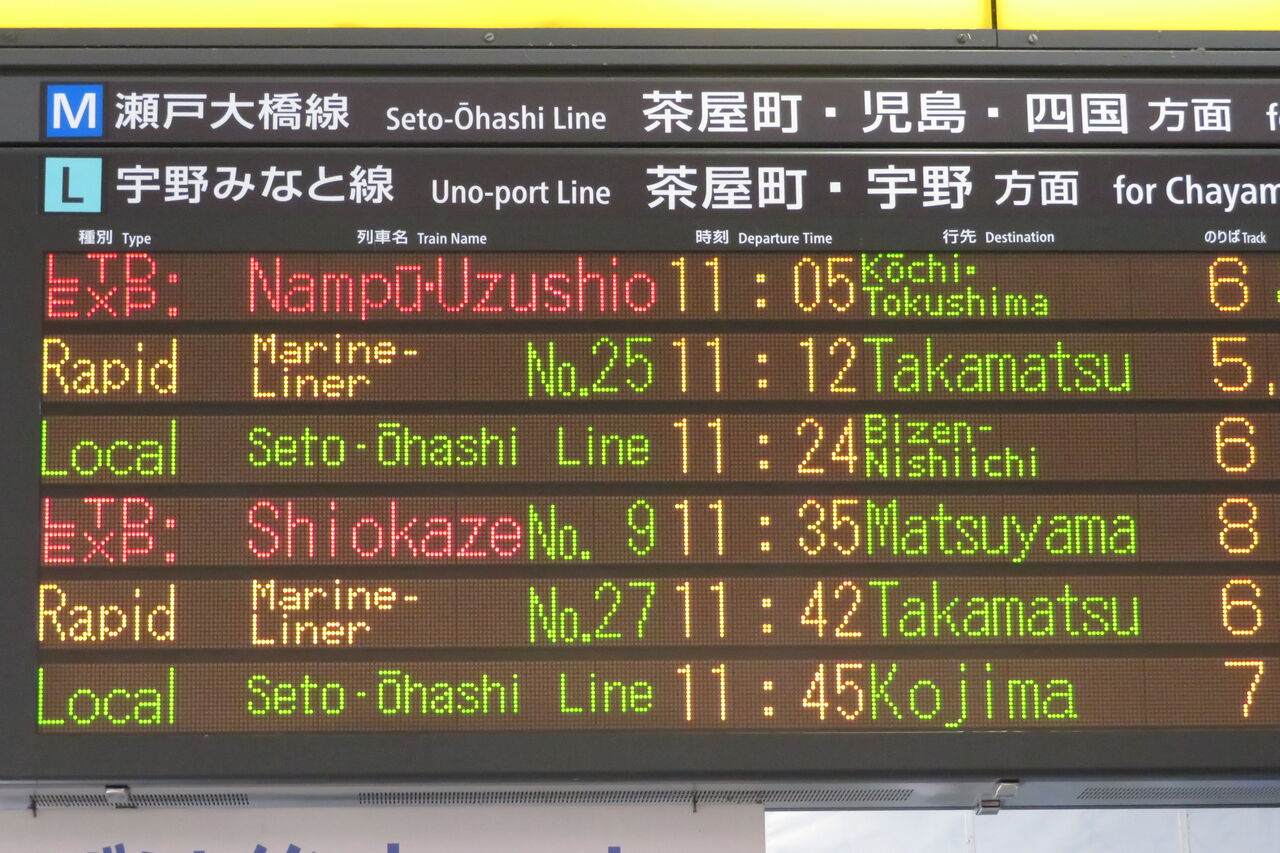 M 瀬戸大橋線 Seto-Ōhashi Line 茶屋町・児島・四国 方面
L 宇野みなと線 Uno-port Line 茶屋町・宇野 方面 for Chayam
種別 Type 列車名 Train Name 時刻 Departure Time 行先 Destination のりば Track
LTD. EXP. Nampū・Uzushio 11:05 Kōchi・Tokushima 6
Rapid Marine-Liner No.25 11:12 Takamatsu 5,
Local Seto-Ōhashi Line 11:24 Bizen-Nishiichi 6
LTD. EXP. Shiokaze No. 9 11:35 Matsuyama 8
Rapid Marine-Liner No.27 11:42 Takamatsu 6
Local Seto-Ōhashi Line 11:45 Kojima 7